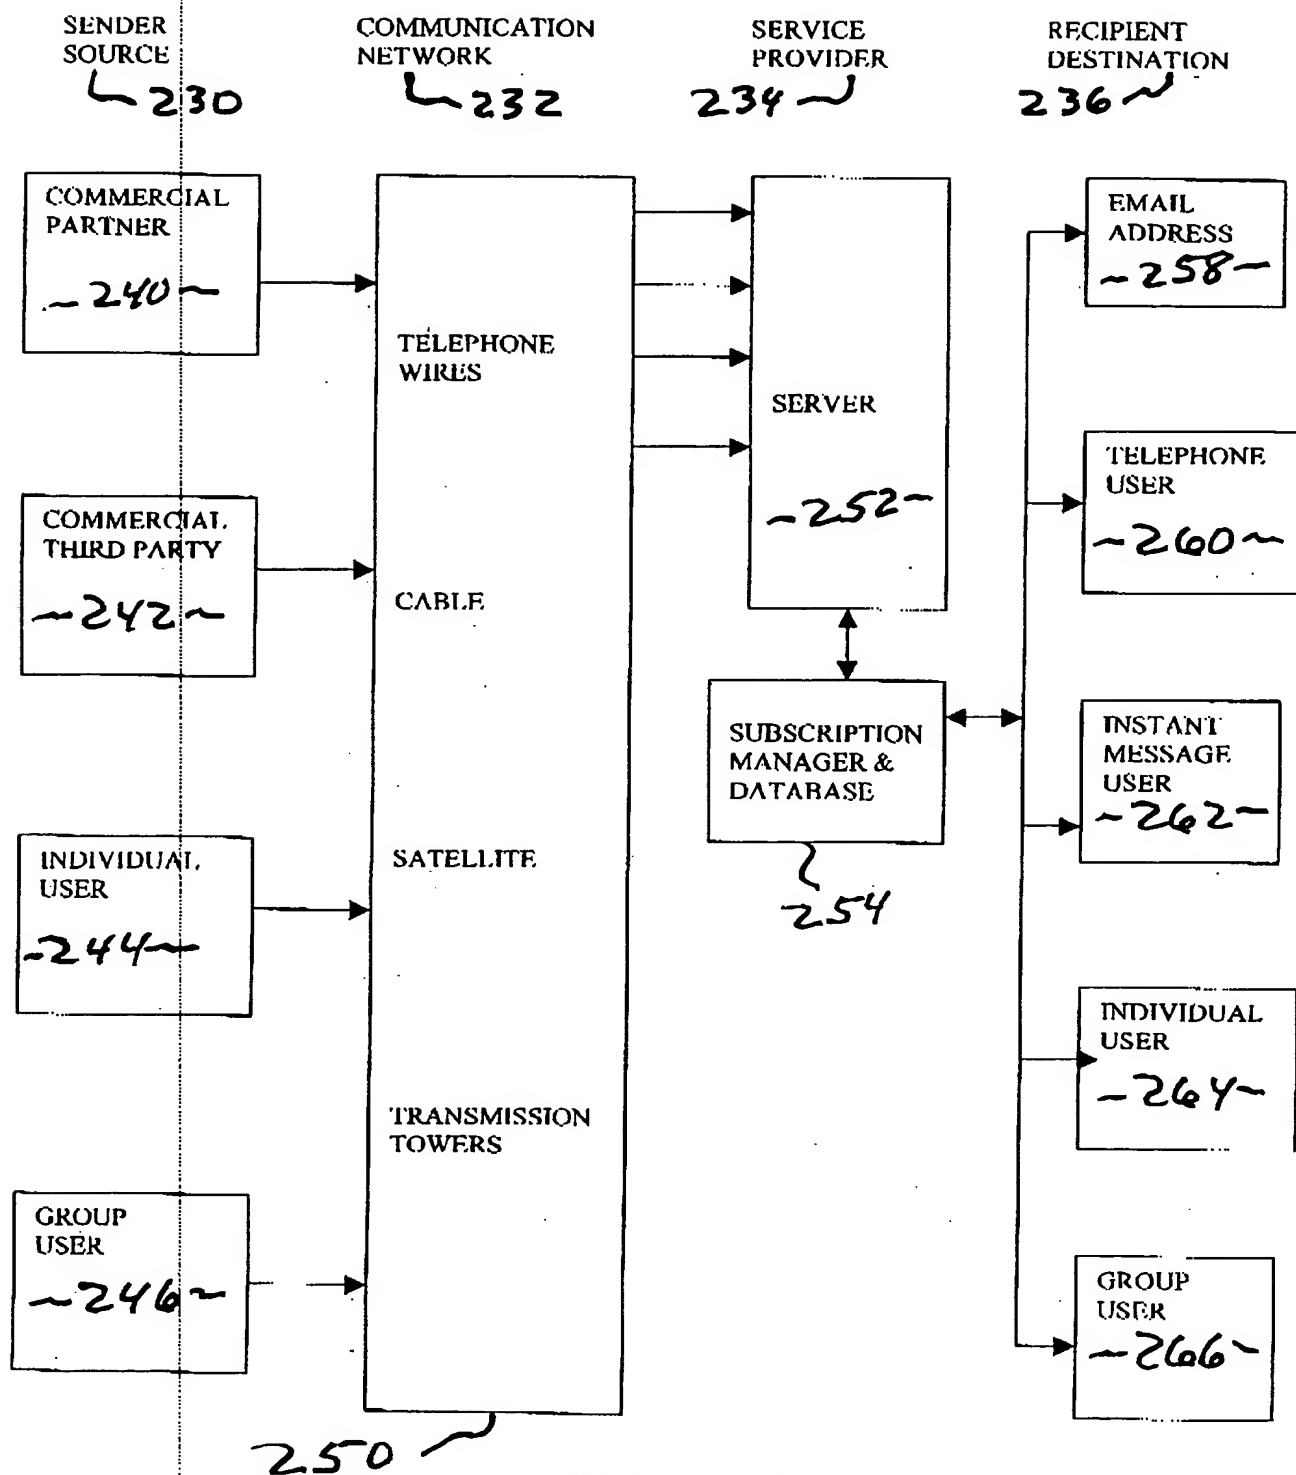 SENDER
SOURCE
230
COMMUNICATION
NETWORK
232
SERVICE
PROVIDER
234
RECIPIENT
DESTINATION
236
COMMERCIAL
PARTNER
~240~
COMMERCIAL
THIRD PARTY
~242~
INDIVIDUAL
USER
~244~
GROUP
USER
~246~
TELEPHONE
WIRES
CABLE
SATELLITE
TRANSMISSION
TOWERS
250
SERVER
~252~
SUBSCRIPTION
MANAGER &
DATABASE
254
EMAIL
ADDRESS
~258~
TELEPHONE
USER
~260~
INSTANT
MESSAGE
USER
~262~
INDIVIDUAL
USER
~264~
GROUP
USER
~266~